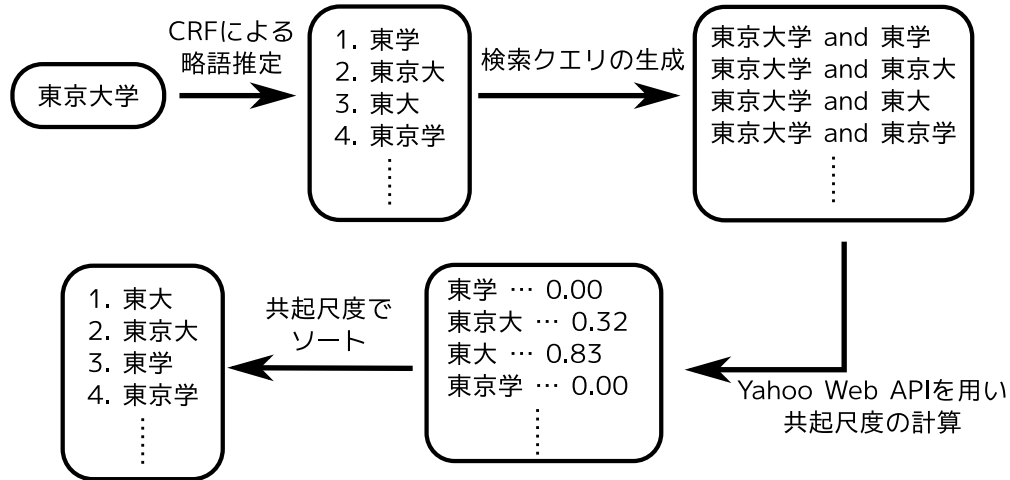 東京大学
CRFによる
略語推定
1. 東学
2. 東京大
3. 東大
4. 東京学
検索クエリの生成
東京大学 and 東学
東京大学 and 東京大
東京大学 and 東大
東京大学 and 東京学
Yahoo Web APIを用い
共起尺度の計算
東学 … 0.00
東京大 … 0.32
東大 … 0.83
東京学 … 0.00
共起尺度で
ソート
1. 東大
2. 東京大
3. 東学
4. 東京学